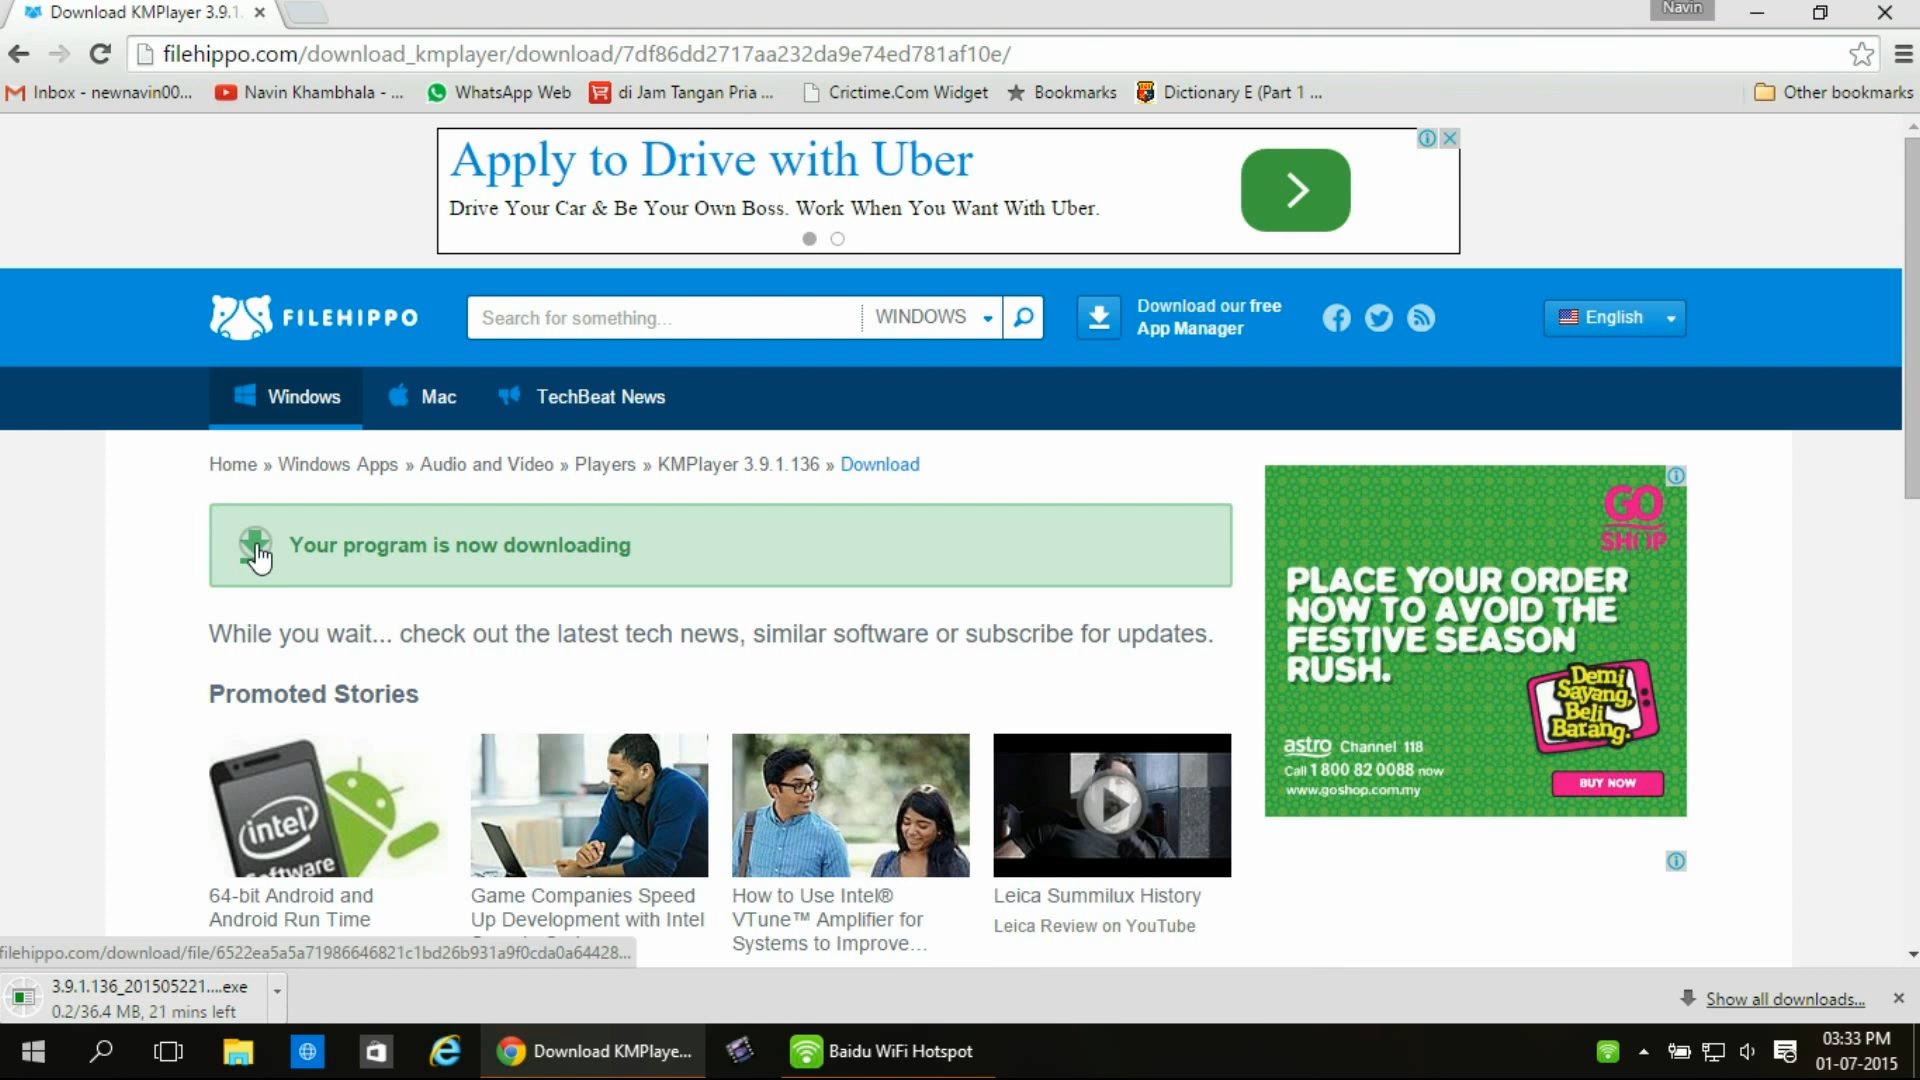 Download KMPlayer 3.9.1.
Navin
filehippo.com/download_kmplayer/download/7df86dd2717aa232da9e74ed781af10e/
Inbox - newnavin00...
Navin Khambhala - ...
WhatsApp Web
di Jam Tangan Pria ...
Crictime.Com Widget
Bookmarks
Dictionary E (Part 1 ...
Other bookmarks
Apply to Drive with Uber
Drive Your Car & Be Your Own Boss. Work When You Want With Uber.
FILEHIPPO
Search for something...
WINDOWS
Download our free
App Manager
English
Windows
Mac
TechBeat News
Home » Windows Apps » Audio and Video » Players » KMPlayer 3.9.1.136 » Download
Your program is now downloading
While you wait... check out the latest tech news, similar software or subscribe for updates.
Promoted Stories
intel
software
64-bit Android and
Android Run Time
Game Companies Speed
Up Development with Intel
How to Use Intel®
VTune™ Amplifier for
Systems to Improve...
Leica Summilux History
Leica Review on YouTube
GO
SHOP
PLACE YOUR ORDER
NOW TO AVOID THE
FESTIVE SEASON
RUSH.
Demi
Sayang,
Beli
Barang.
astro Channel 118
Call 1 800 82 0088 now
www.goshop.com.my
BUY NOW
filehippo.com/download/file/6522ea5a5a71986646821c1bd26b931a9f0cda0a64428...
3.9.1.136_201505221....exe
0.2/36.4 MB, 21 mins left
Show all downloads...
Download KMPlaye...
Baidu WiFi Hotspot
03:33 PM
01-07-2015